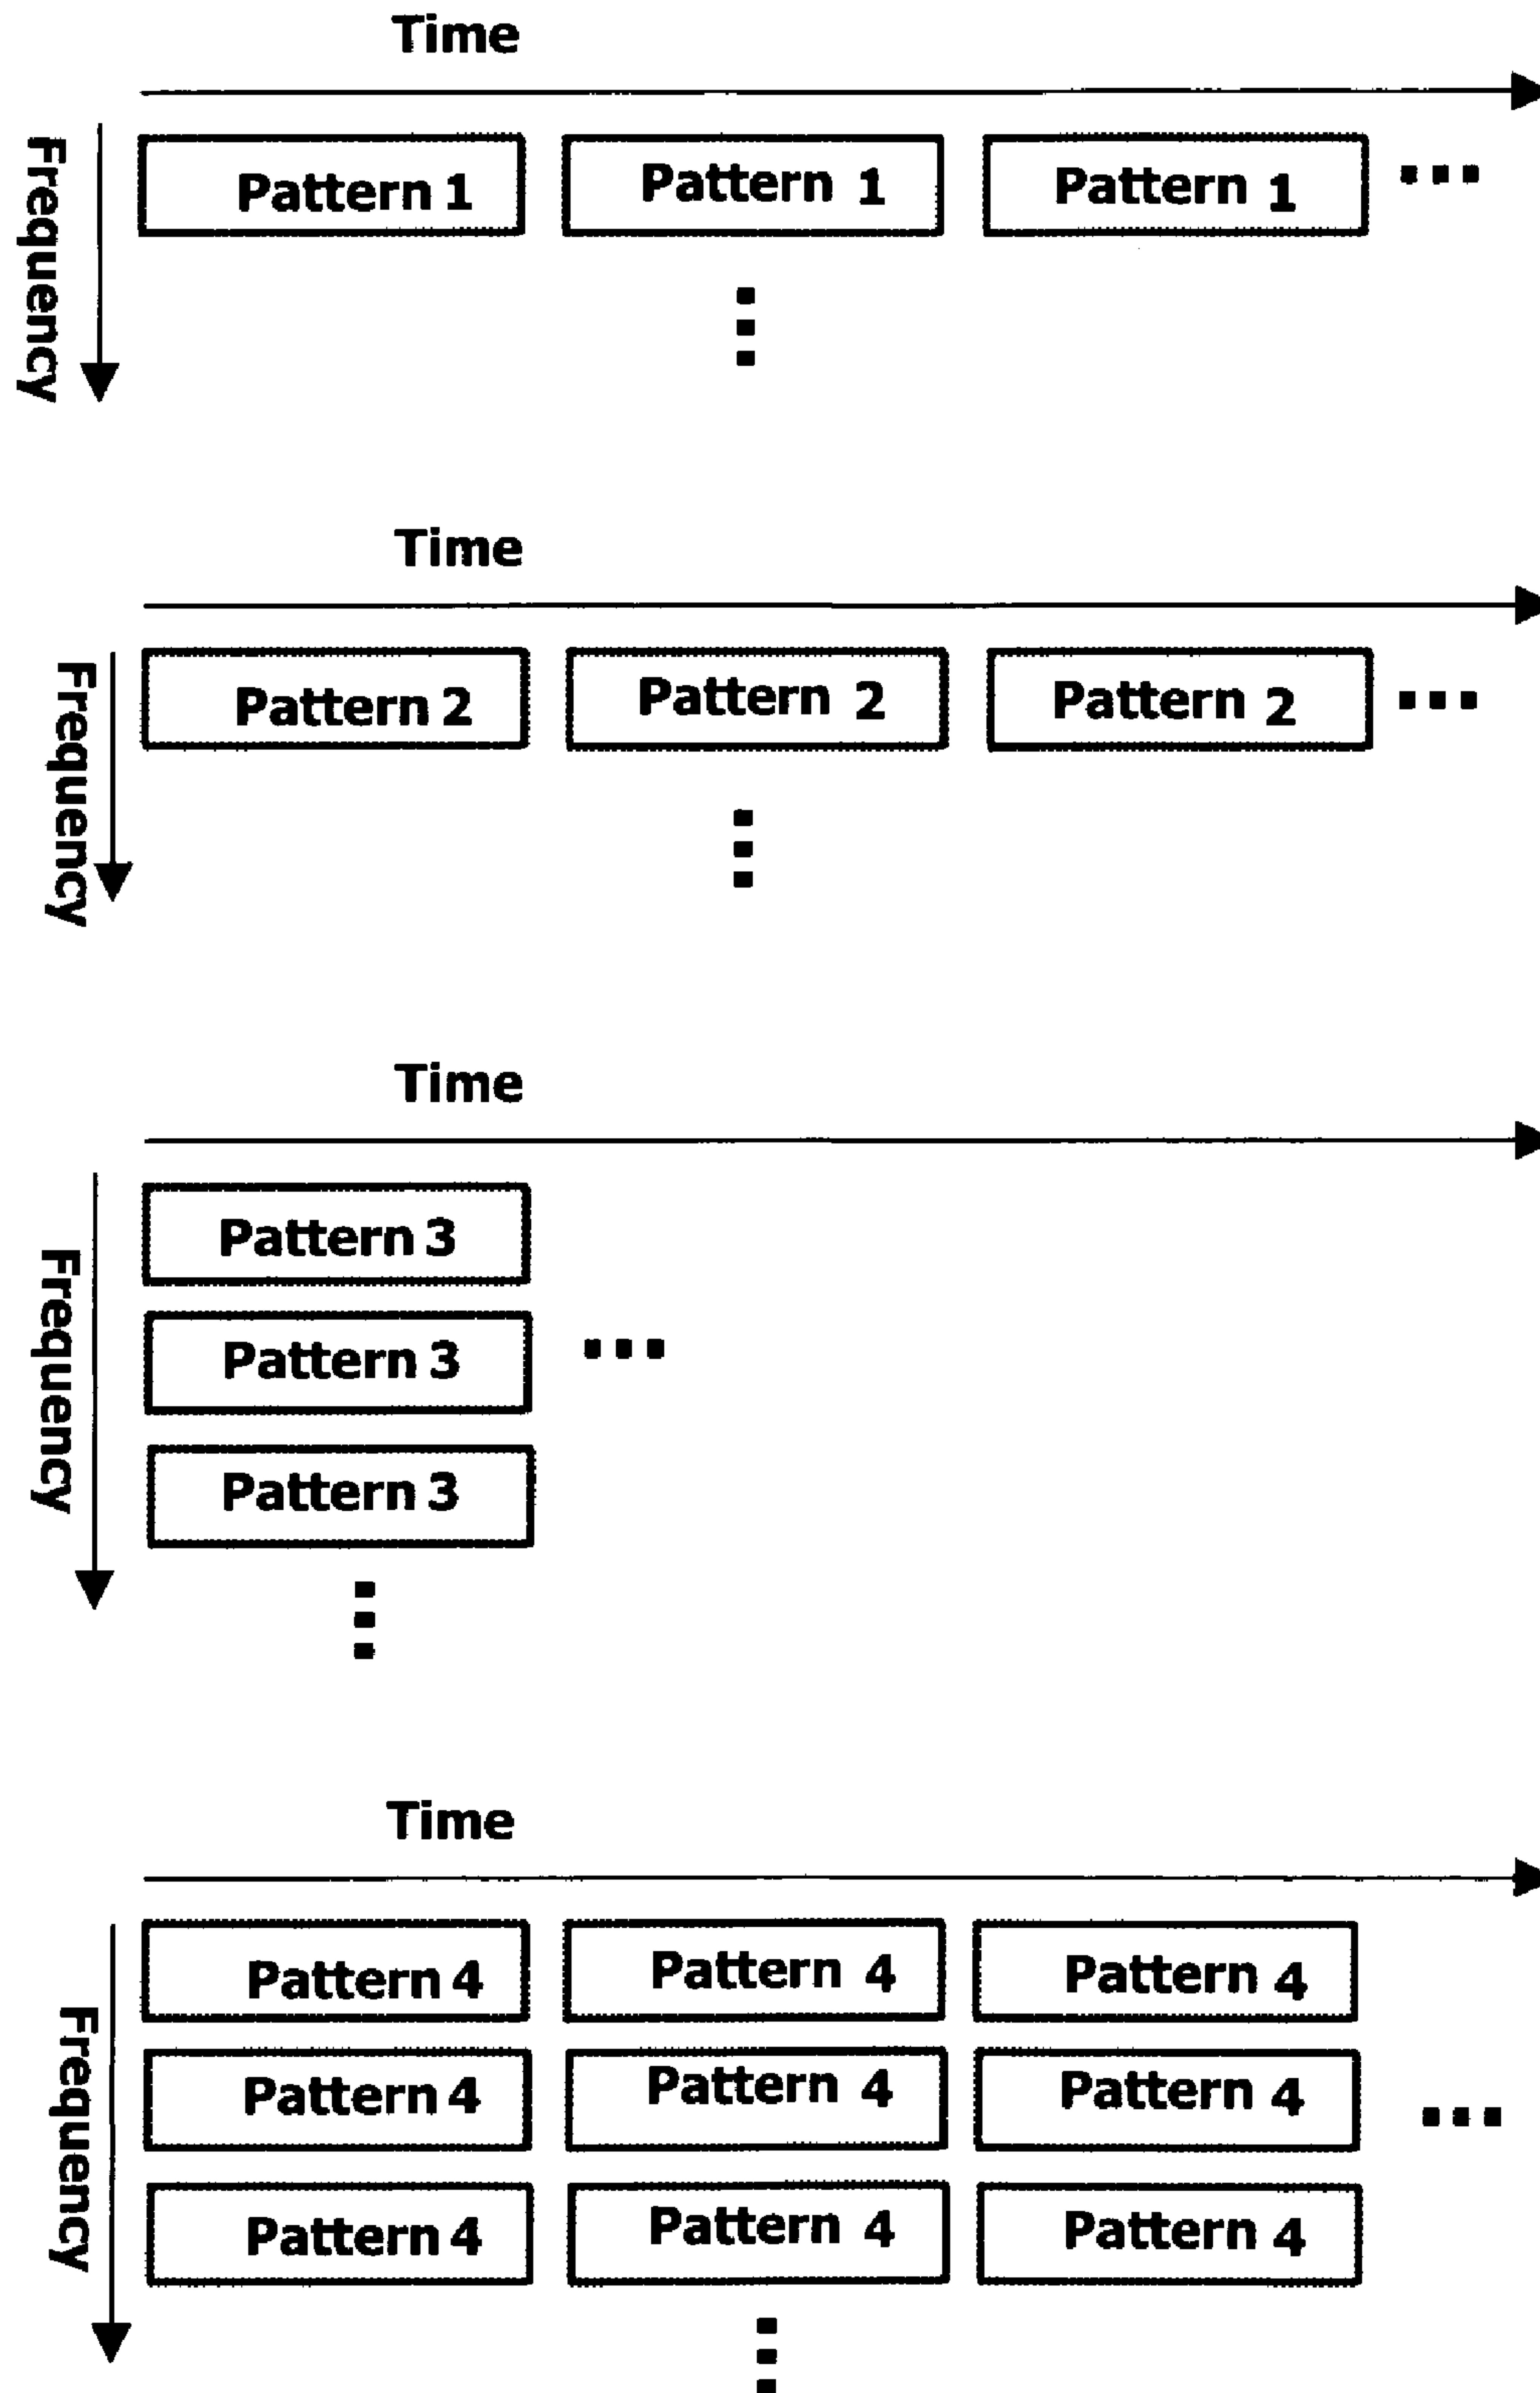 Time
Frequency
Pattern 1 Pattern 1 Pattern 1 ...
Time
Frequency
Pattern 2 Pattern 2 Pattern 2 ...
Time
Frequency
Pattern 3
Pattern 3 ...
Pattern 3
Time
Frequency
Pattern 4 Pattern 4 Pattern 4
Pattern 4 Pattern 4 Pattern 4 ...
Pattern 4 Pattern 4 Pattern 4